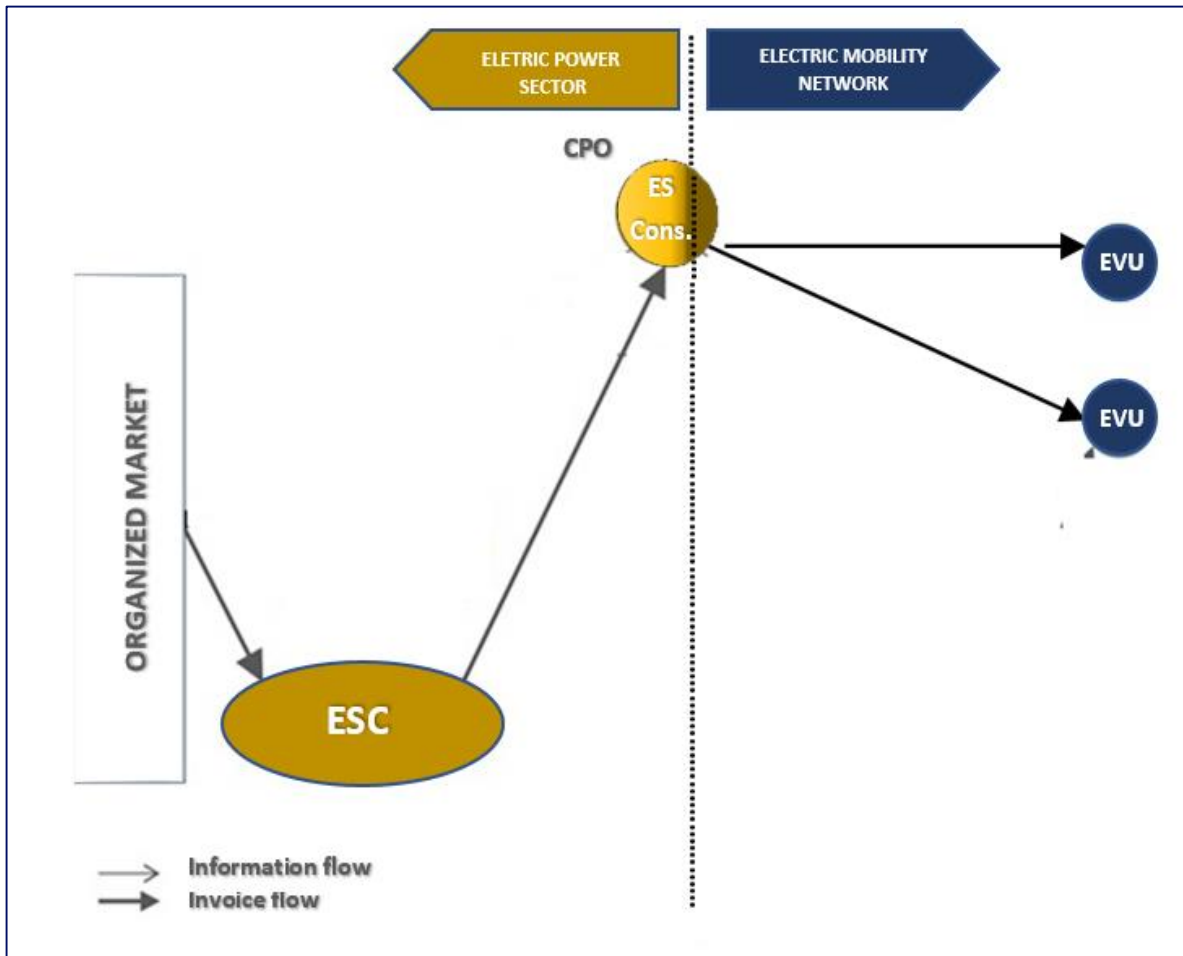 ELETRIC POWER
SECTOR
ELECTRIC MOBILITY
NETWORK
CPO
ES
Cons.
EVU
EVU
ORGANIZED MARKET
ESC
Information flow
Invoice flow